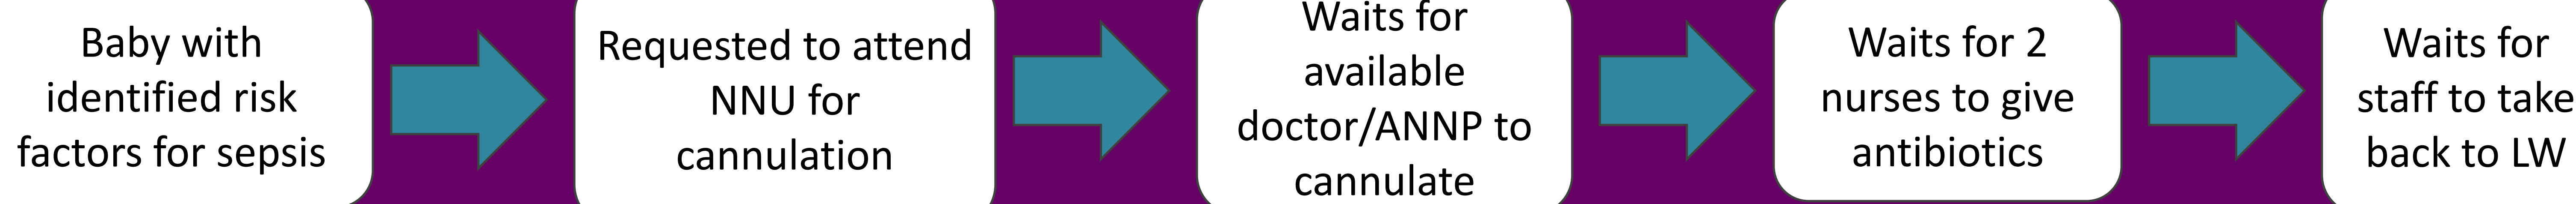 Baby with
identified risk
factors for sepsis
Requested to attend
NNU for
cannulation
Waits for
available
doctor/ANNP to
cannulate
Waits for 2
nurses to give
antibiotics
Waits for
staff to take
back to LW